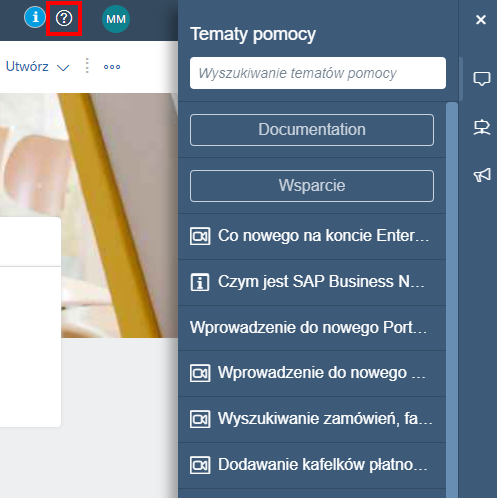 MM
Utwórz
Tematy pomocy
Wyszukiwanie tematów pomocy
Documentation
Wsparcie
Co nowego na koncie Enter...
Czym jest SAP Business N...
Wprowadzenie do nowego Port...
Wprowadzenie do nowego ...
Wyszukiwanie zamówień, fa...
Dodawanie kafelków płatno...